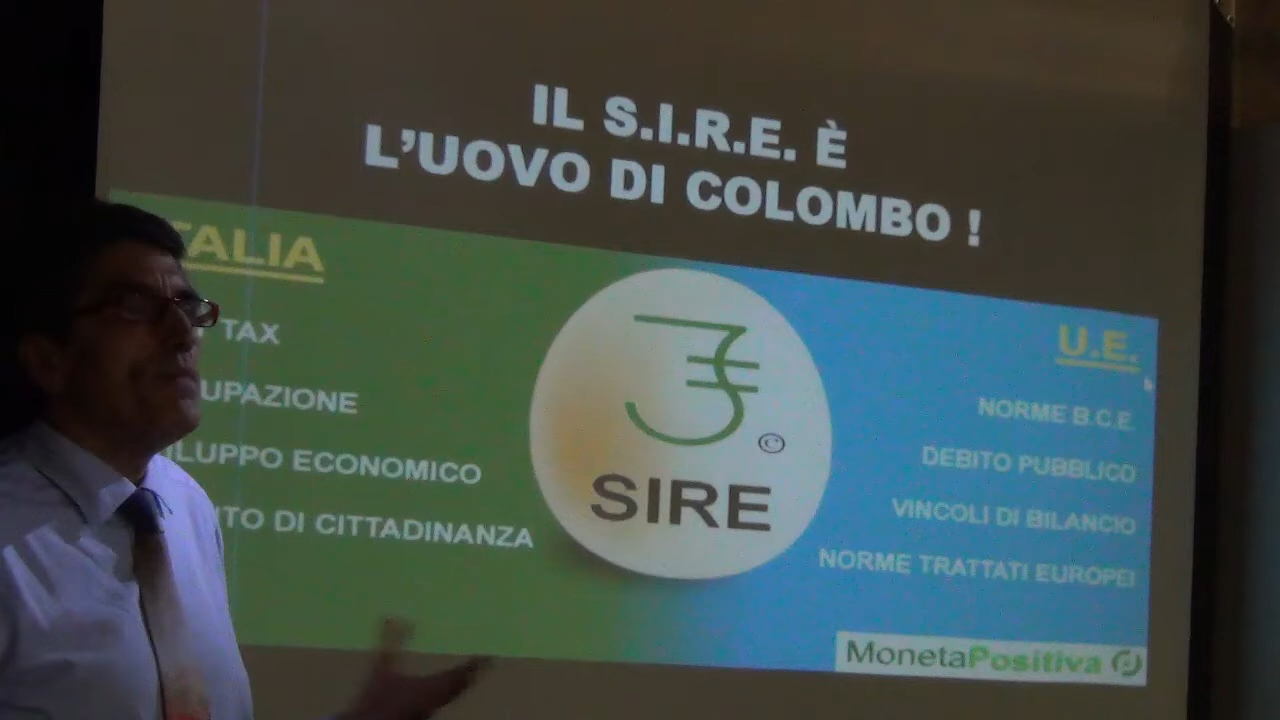 IL S.I.R.E. È
L'UOVO DI COLOMBO !
TALIA
TAX
UPAZIONE
ILUPPO ECONOMICO
ITO DI CITTADINANZA
©
SIRE
U.E.
NORME B.C.E
DEBITO PUBBLICO
VINCOLI DI BILANCIO
NORME TRATTATI EUROPEI
MonetaPositiva